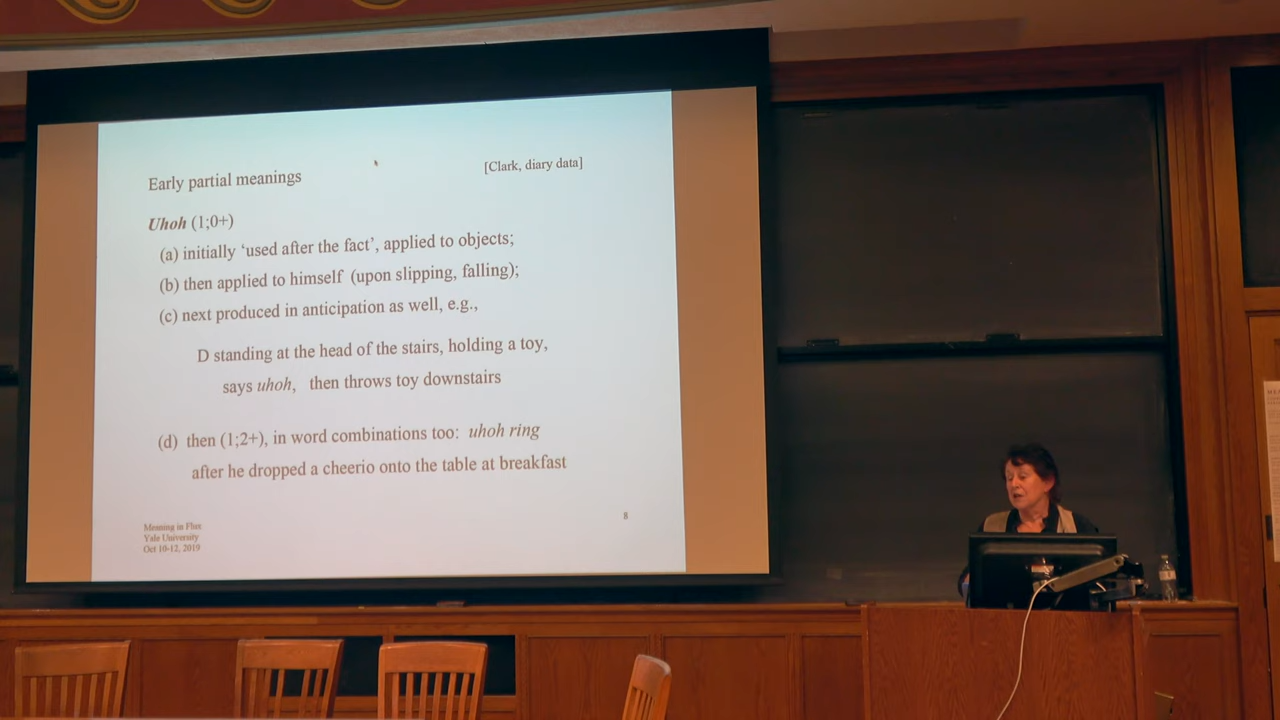 Early partial meanings
[Clark, diary data]
Uhoh (1;0+)
(a) initially ‘used after the fact’, applied to objects;
(b) then applied to himself (upon slipping, falling);
(c) next produced in anticipation as well, e.g.,
D standing at the head of the stairs, holding a toy,
says uhoh, then throws toy downstairs
(d) then (1;2+), in word combinations too: uhoh ring
after he dropped a cheerio onto the table at breakfast
Meaning in Flux
Yale University
Oct 10-12, 2019
8